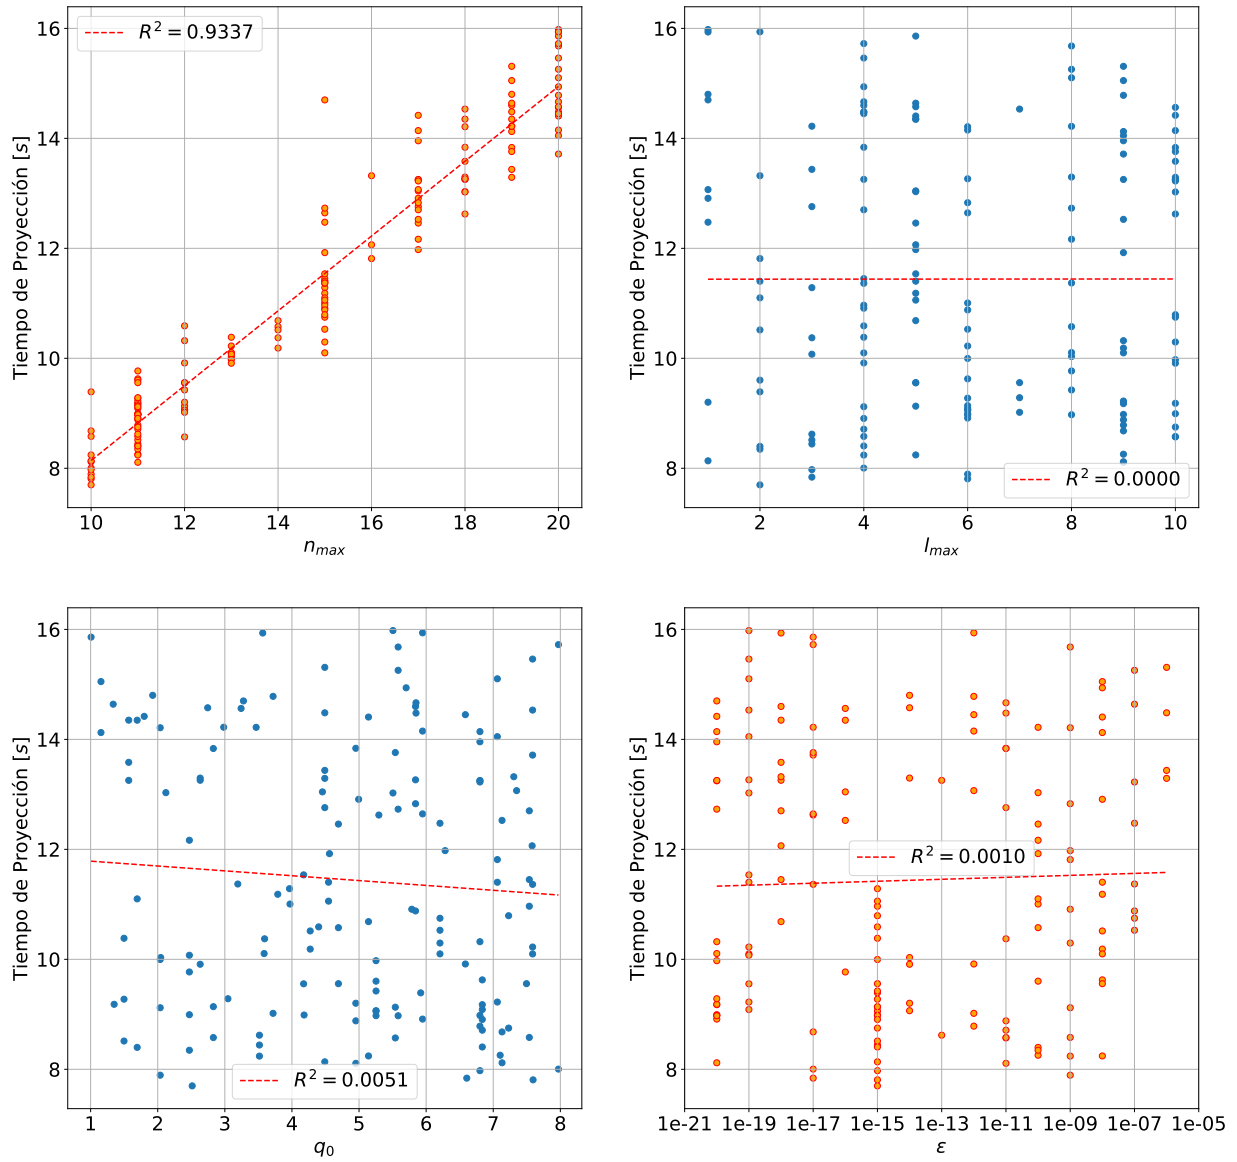 R² = 0.9337
16
14
12
10
8
Tiempo de Proyección [s]
10 12 14 16 18 20
n_max
16
14
12
10
8
Tiempo de Proyección [s]
R² = 0.0000
2 4 6 8 10
l_max
16
14
12
10
8
Tiempo de Proyección [s]
R² = 0.0051
1 2 3 4 5 6 7 8
q₀
16
14
12
10
8
Tiempo de Proyección [s]
R² = 0.0010
1e-21 1e-19 1e-17 1e-15 1e-13 1e-11 1e-09 1e-07 1e-05
ε